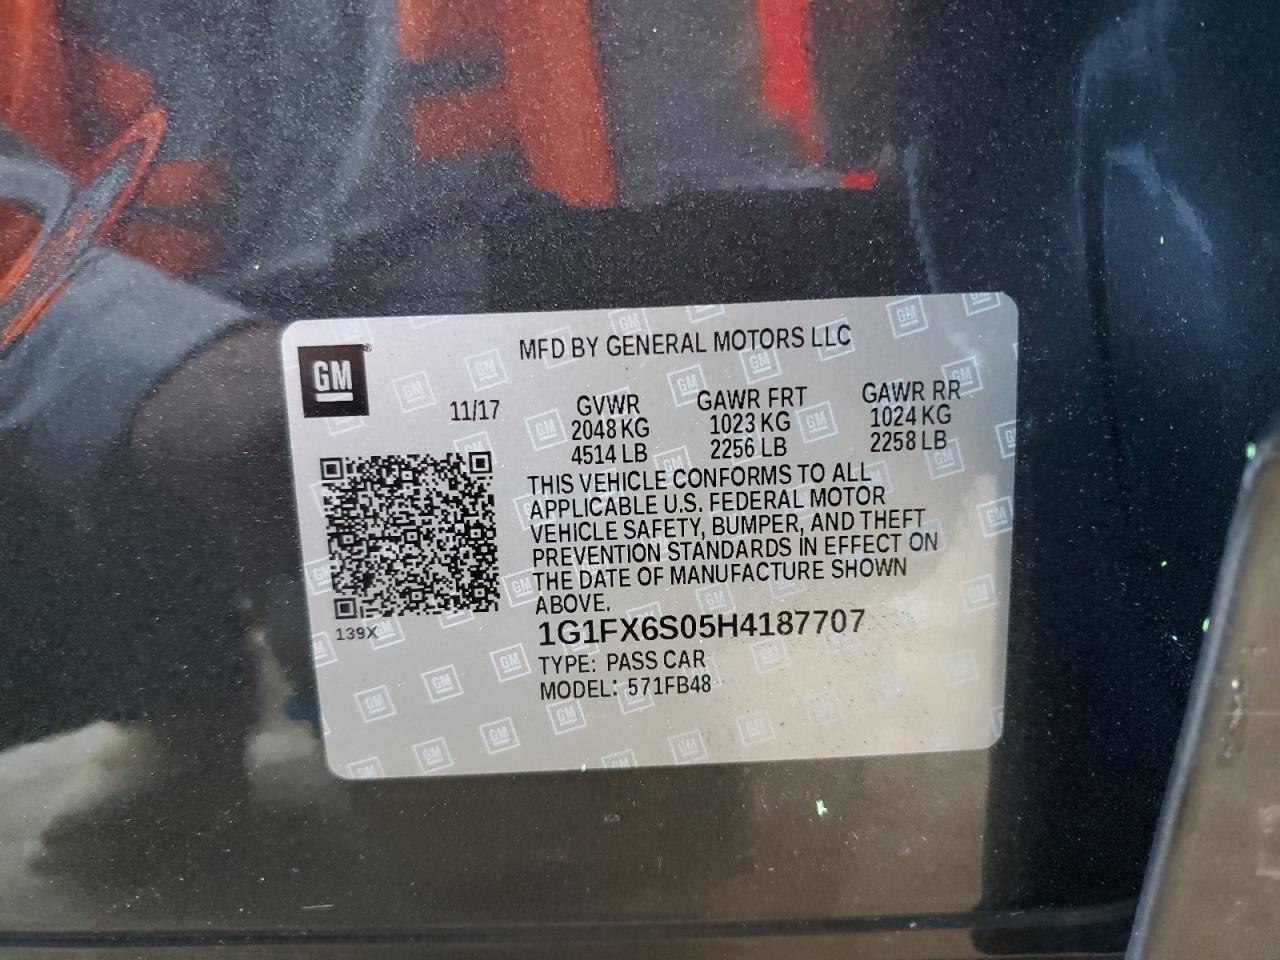 MFD BY GENERAL MOTORS LLC
GM
11/17
GVWR
2048 KG
4514 LB
GAWR FRT
1023 KG
2256 LB
GAWR RR
1024 KG
2258 LB
THIS VEHICLE CONFORMS TO ALL
APPLICABLE U.S. FEDERAL MOTOR
VEHICLE SAFETY, BUMPER, AND THEFT
PREVENTION STANDARDS IN EFFECT ON
THE DATE OF MANUFACTURE SHOWN
ABOVE.
139X
1G1FX6S05H4187707
TYPE: PASS CAR
MODEL: 571FB48